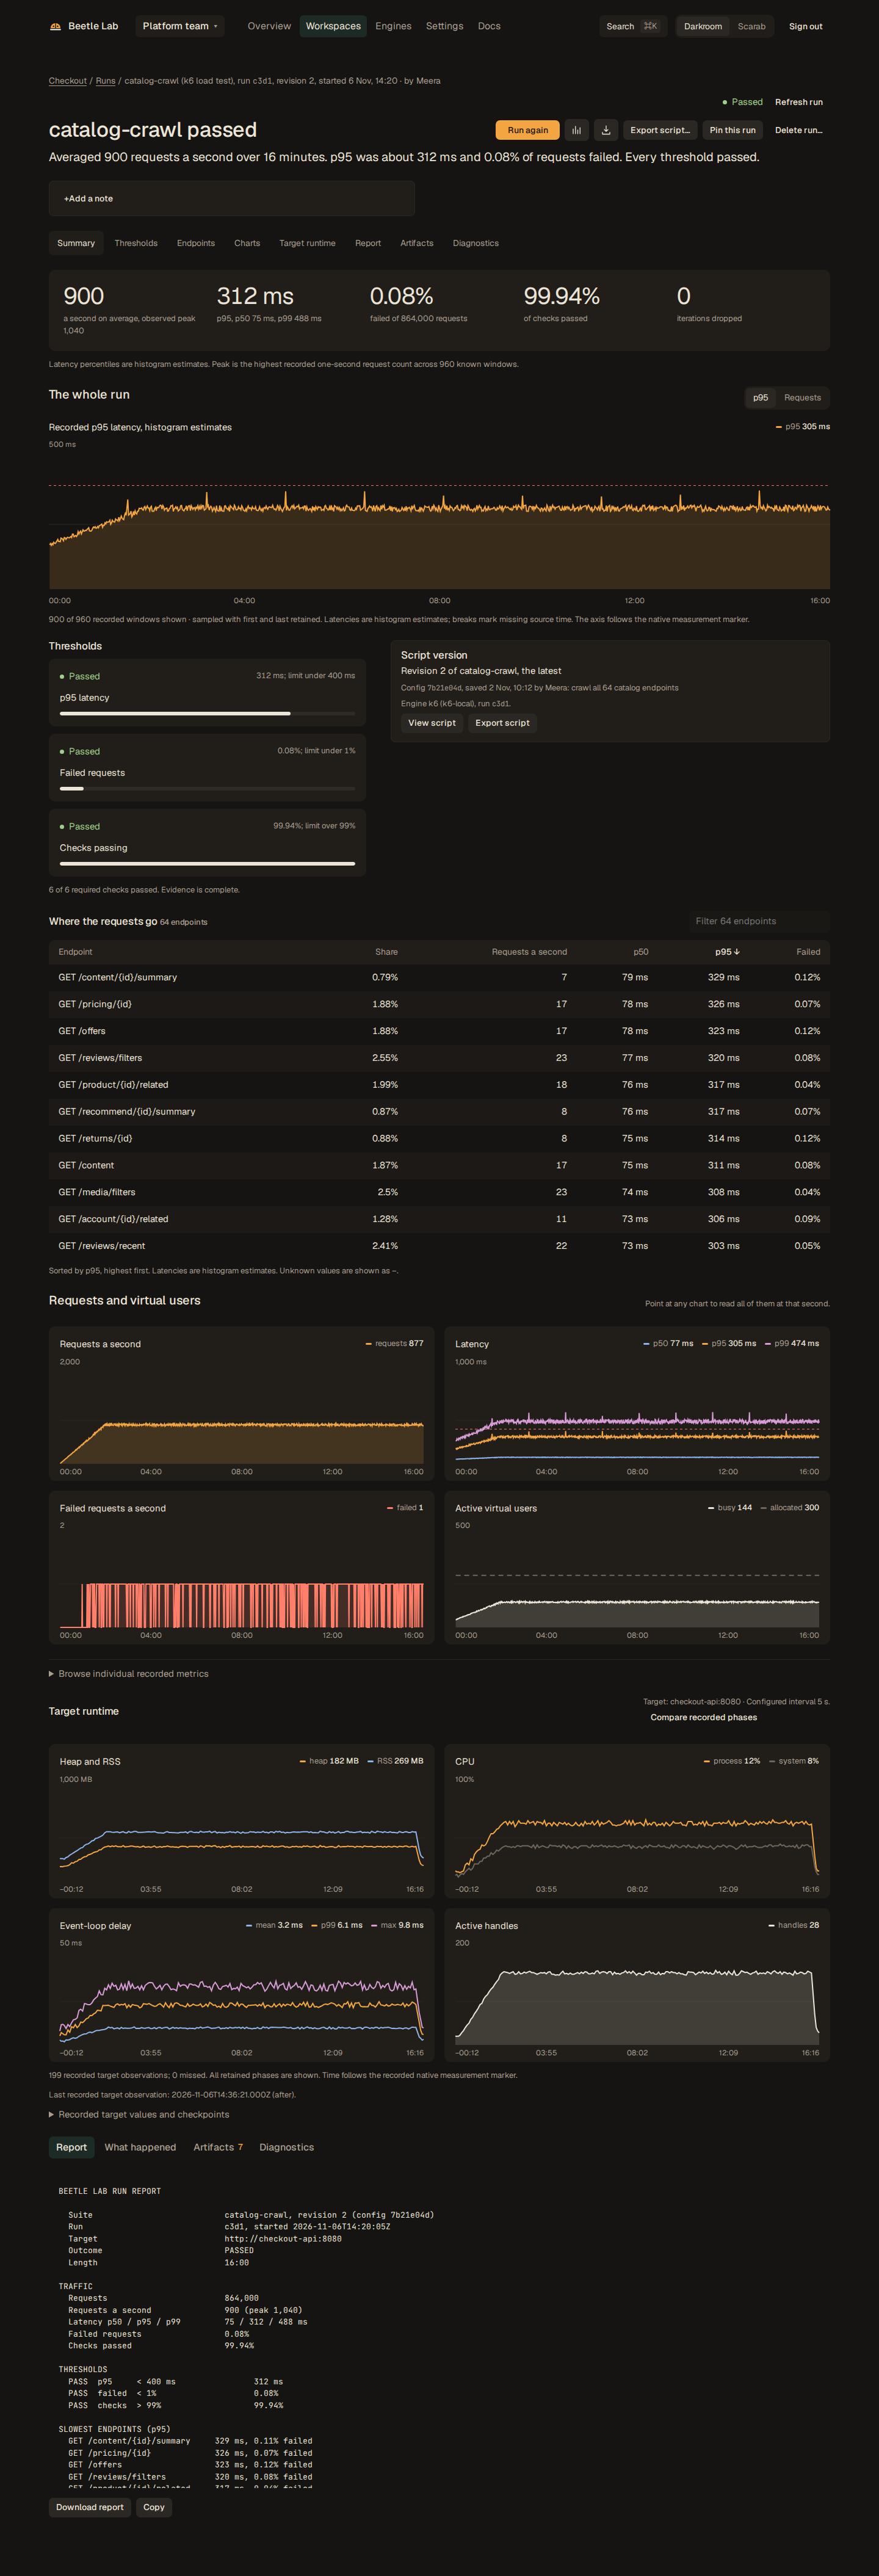 Beetle Lab
Platform team
Overview Workspaces Engines Settings Docs
Search ⌘K
Darkroom Scarab
Sign out
Checkout / Runs / catalog-crawl (k6 load test), run c3d1, revision 2, started 6 Nov, 14:20 · by Meera
Passed Refresh run
catalog-crawl passed
Run again Export script… Pin this run Delete run…
Averaged 900 requests a second over 16 minutes. p95 was about 312 ms and 0.08% of requests failed. Every threshold passed.
+Add a note
Summary Thresholds Endpoints Charts Target runtime Report Artifacts Diagnostics
900 312 ms 0.08% 99.94% 0
a second on average, observed peak 1,040
p95, p50 75 ms, p99 488 ms
failed of 864,000 requests
of checks passed
iterations dropped
Latency percentiles are histogram estimates. Peak is the highest recorded one-second request count across 960 known windows.
The whole run
p95 Requests
Recorded p95 latency, histogram estimates
p95 305 ms
500 ms
00:00 04:00 08:00 12:00 16:00
900 of 960 recorded windows shown · sampled with first and last retained. Latencies are histogram estimates; breaks mark missing source time. The axis follows the native measurement marker.
Thresholds
Passed 312 ms; limit under 400 ms
p95 latency
Passed 0.08%; limit under 1%
Failed requests
Passed 99.94%; limit over 99%
Checks passing
6 of 6 required checks passed. Evidence is complete.
Script version
Revision 2 of catalog-crawl, the latest
Config 7b21e04d, saved 2 Nov, 10:12 by Meera: crawl all 64 catalog endpoints
Engine k6 (k6-local), run c3d1.
View script Export script
Where the requests go 64 endpoints
Filter 64 endpoints
Endpoint Share Requests a second p50 p95 ↓ Failed
GET /content/{id}/summary 0.79% 7 79 ms 329 ms 0.12%
GET /pricing/{id} 1.88% 17 78 ms 326 ms 0.07%
GET /offers 1.88% 17 78 ms 323 ms 0.12%
GET /reviews/filters 2.55% 23 77 ms 320 ms 0.08%
GET /product/{id}/related 1.99% 18 76 ms 317 ms 0.04%
GET /recommend/{id}/summary 0.87% 8 76 ms 317 ms 0.07%
GET /returns/{id} 0.88% 8 75 ms 314 ms 0.12%
GET /content 1.87% 17 75 ms 311 ms 0.08%
GET /media/filters 2.5% 23 74 ms 308 ms 0.04%
GET /account/{id}/related 1.28% 11 73 ms 306 ms 0.09%
GET /reviews/recent 2.41% 22 73 ms 303 ms 0.05%
Sorted by p95, highest first. Latencies are histogram estimates. Unknown values are shown as –.
Requests and virtual users
Point at any chart to read all of them at that second.
Requests a second requests 877
2,000
00:00 04:00 08:00 12:00 16:00
Latency p50 77 ms p95 305 ms p99 474 ms
1,000 ms
00:00 04:00 08:00 12:00 16:00
Failed requests a second failed 1
2
00:00 04:00 08:00 12:00 16:00
Active virtual users busy 144 allocated 300
500
00:00 04:00 08:00 12:00 16:00
Browse individual recorded metrics
Target runtime
Target: checkout-api:8080 · Configured interval 5 s.
Compare recorded phases
Heap and RSS heap 182 MB RSS 269 MB
1,000 MB
−00:12 03:55 08:02 12:09 16:16
CPU process 12% system 8%
100%
−00:12 03:55 08:02 12:09 16:16
Event-loop delay mean 3.2 ms p99 6.1 ms max 9.8 ms
50 ms
−00:12 03:55 08:02 12:09 16:16
Active handles handles 28
200
−00:12 03:55 08:02 12:09 16:16
199 recorded target observations; 0 missed. All retained phases are shown. Time follows the recorded native measurement marker.
Last recorded target observation: 2026-11-06T14:36:21.000Z (after).
Recorded target values and checkpoints
Report What happened Artifacts 7 Diagnostics
BEETLE LAB RUN REPORT
Suite catalog-crawl, revision 2 (config 7b21e04d)
Run c3d1, started 2026-11-06T14:20:05Z
Target http://checkout-api:8080
Outcome PASSED
Length 16:00
TRAFFIC
Requests 864,000
Requests a second 900 (peak 1,040)
Latency p50 / p95 / p99 75 / 312 / 488 ms
Failed requests 0.08%
Checks passed 99.94%
THRESHOLDS
PASS p95 < 400 ms 312 ms
PASS failed < 1% 0.08%
PASS checks > 99% 99.94%
SLOWEST ENDPOINTS (p95)
GET /content/{id}/summary 329 ms, 0.11% failed
GET /pricing/{id} 326 ms, 0.07% failed
GET /offers 323 ms, 0.12% failed
GET /reviews/filters 320 ms, 0.08% failed
GET /product/{id}/related 317 ms, 0.04% failed
Download report Copy